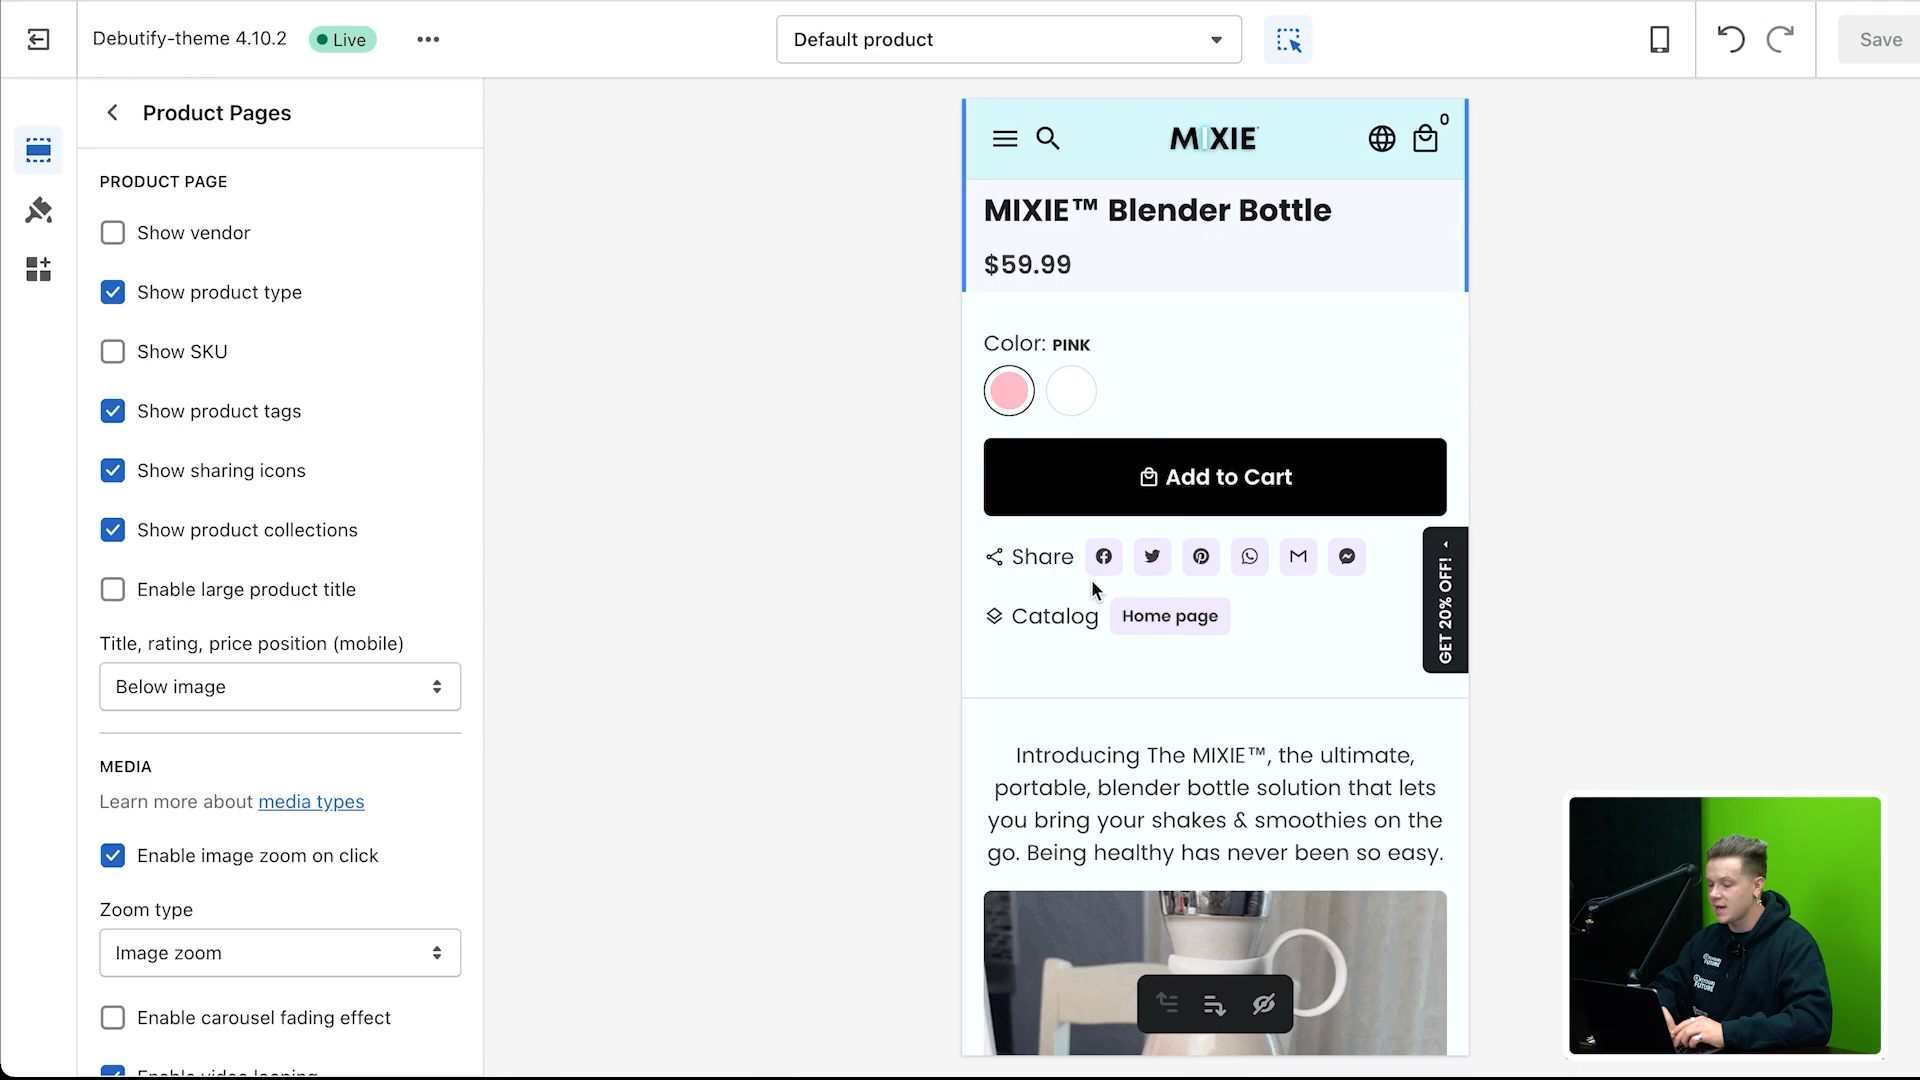 Debutify-theme 4.10.2
Live
Default product
Save
Product Pages
PRODUCT PAGE
Show vendor
Show product type
Show SKU
Show product tags
Show sharing icons
Show product collections
Enable large product title
Title, rating, price position (mobile)
Below image
MEDIA
Learn more about media types
Enable image zoom on click
Zoom type
Image zoom
Enable carousel fading effect
Enable video looping
MIXIE
0
MIXIE™ Blender Bottle
$59.99
Color: PINK
Add to Cart
Share
Catalog Home page
GET 20% OFF!
Introducing The MIXIE™, the ultimate,
portable, blender bottle solution that lets
you bring your shakes & smoothies on the
go. Being healthy has never been so easy.